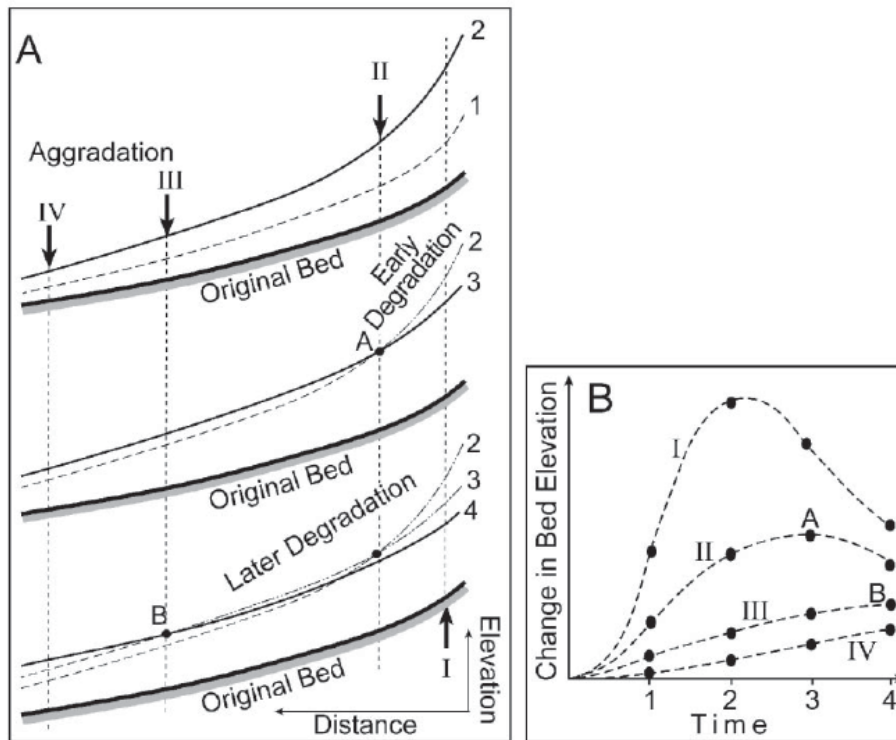 A
2
II
1
Aggradation
III
IV
2
Original Bed
Early
Degradation
3
A
2
Original Bed
3
Later Degradation
4
B
I
Elevation
Original Bed
Distance
B
Change in Bed Elevation
I
A
II
B
III
IV
1
2
3
4
Time